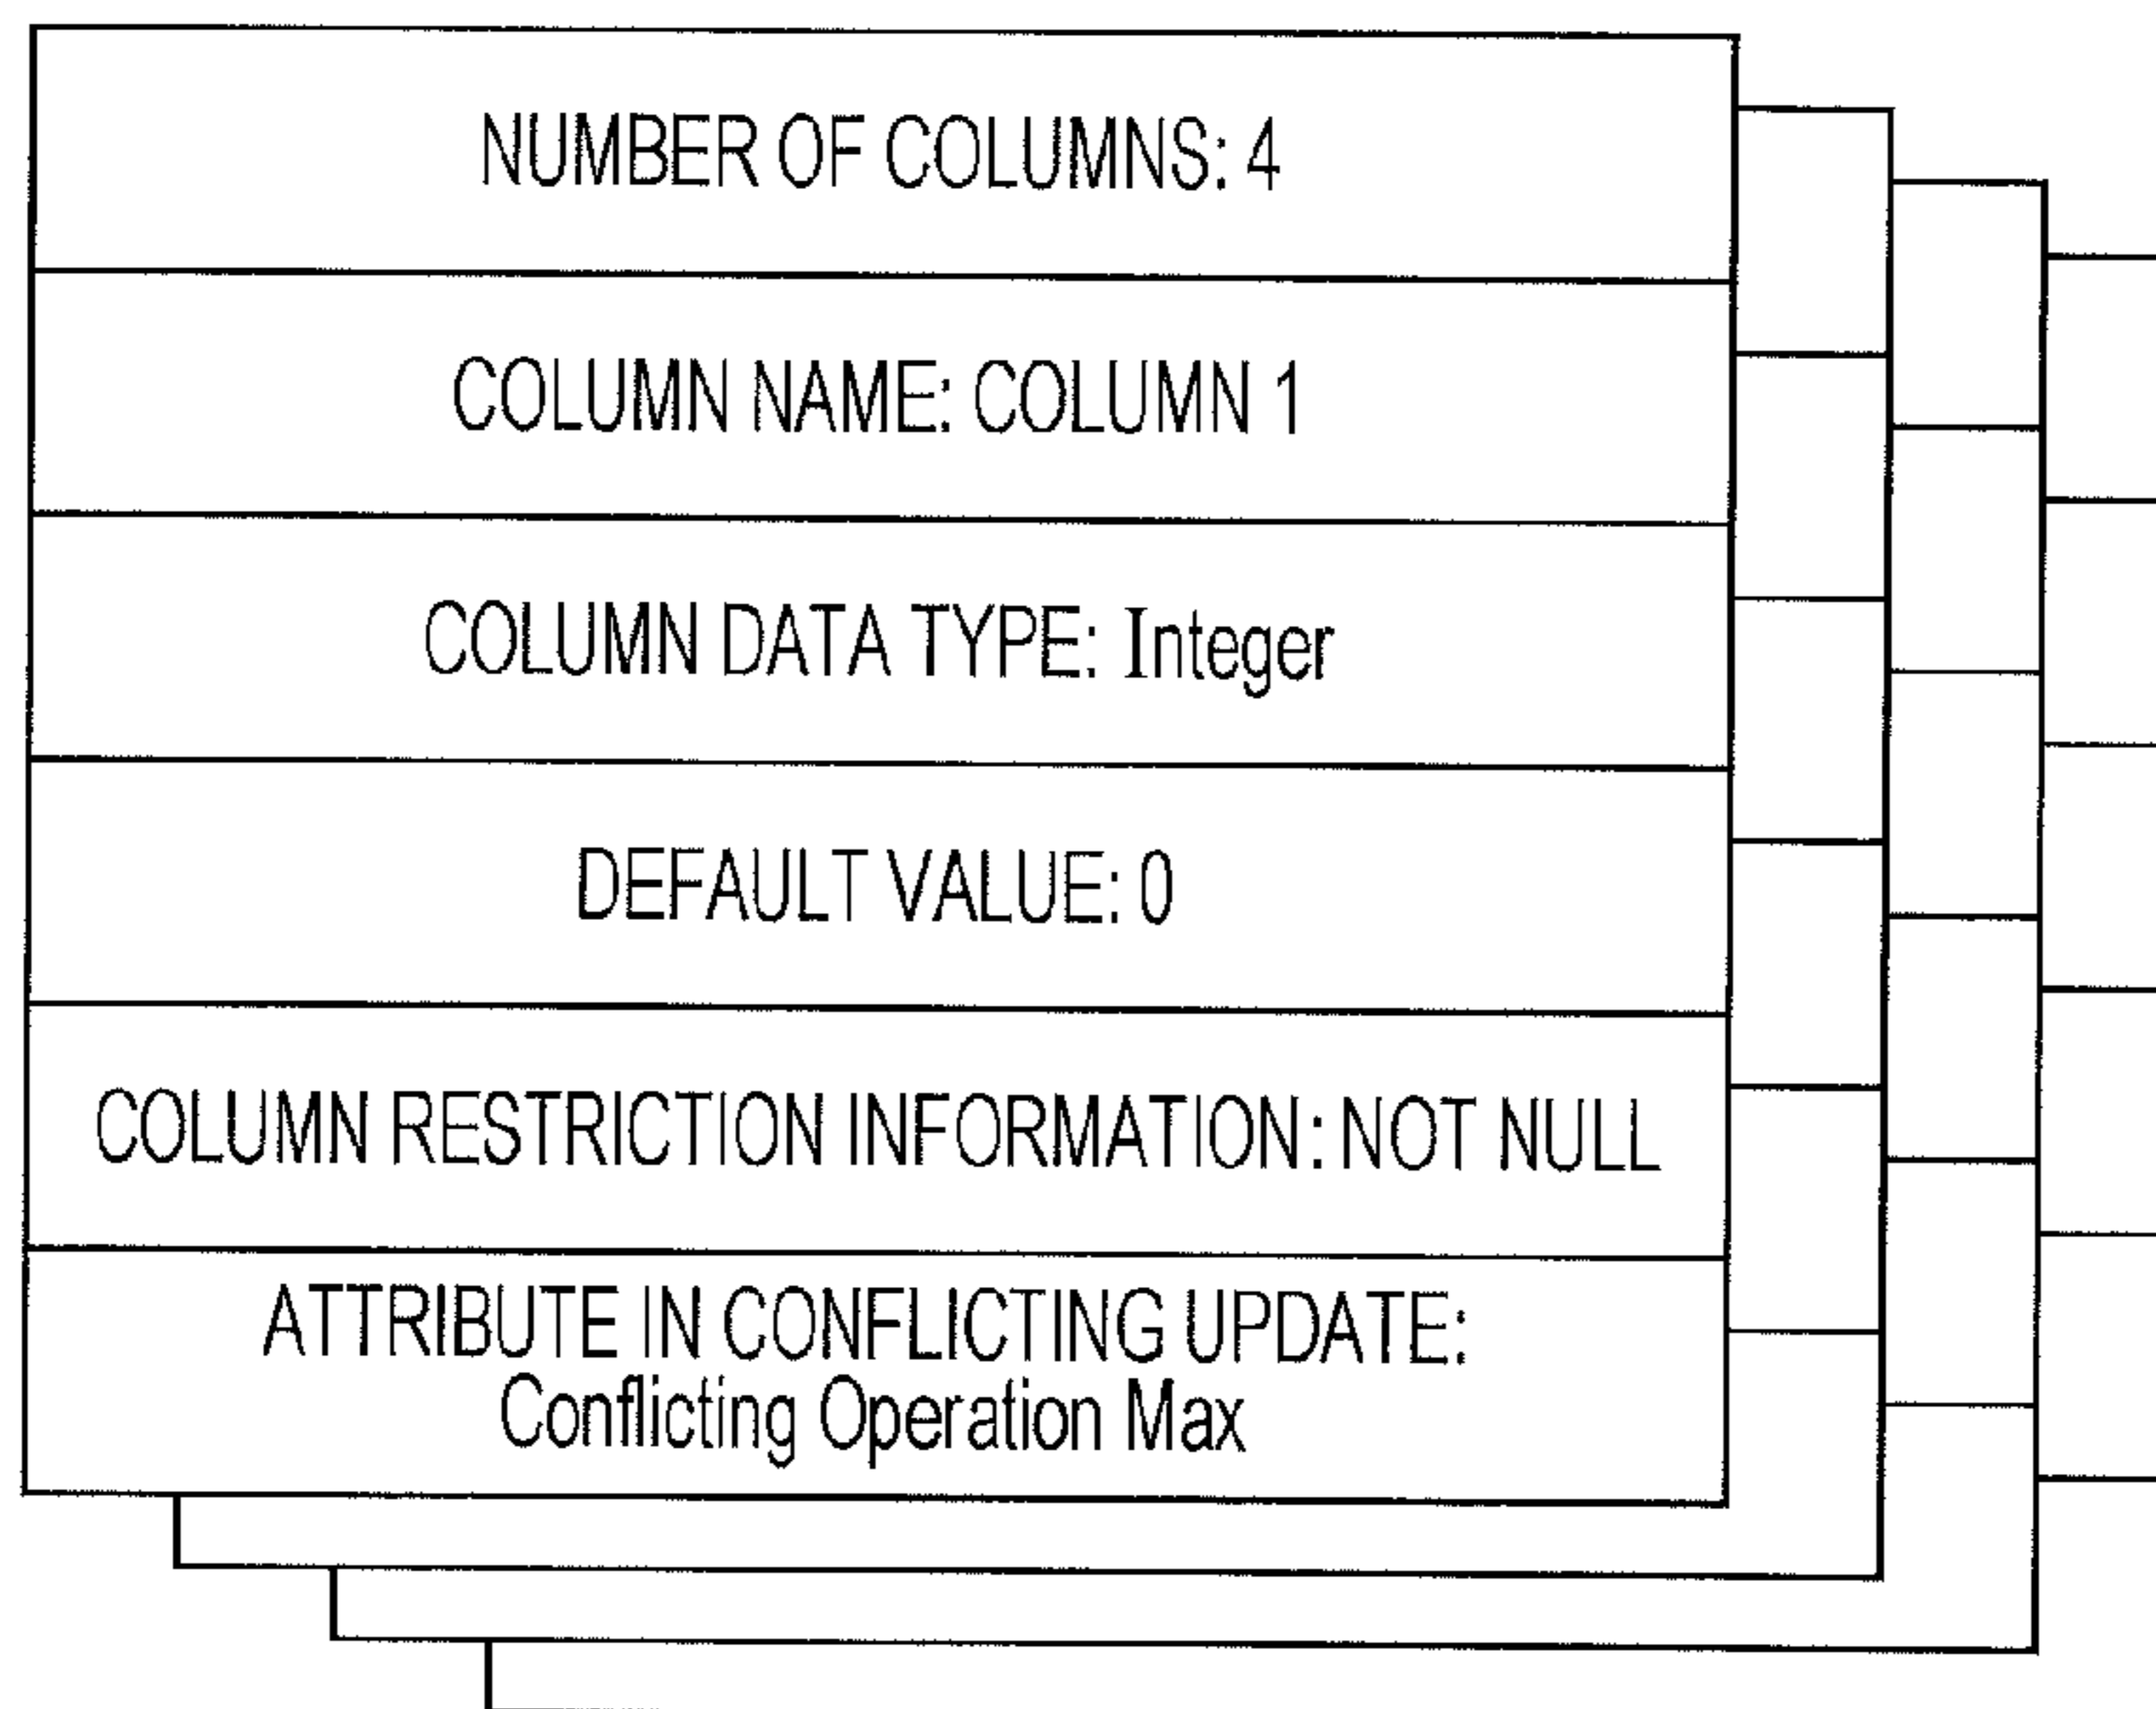 NUMBER OF COLUMNS: 4
COLUMN NAME: COLUMN 1
COLUMN DATA TYPE: Integer
DEFAULT VALUE: 0
COLUMN RESTRICTION INFORMATION: NOT NULL
ATTRIBUTE IN CONFLICTING UPDATE:
Conflicting Operation Max